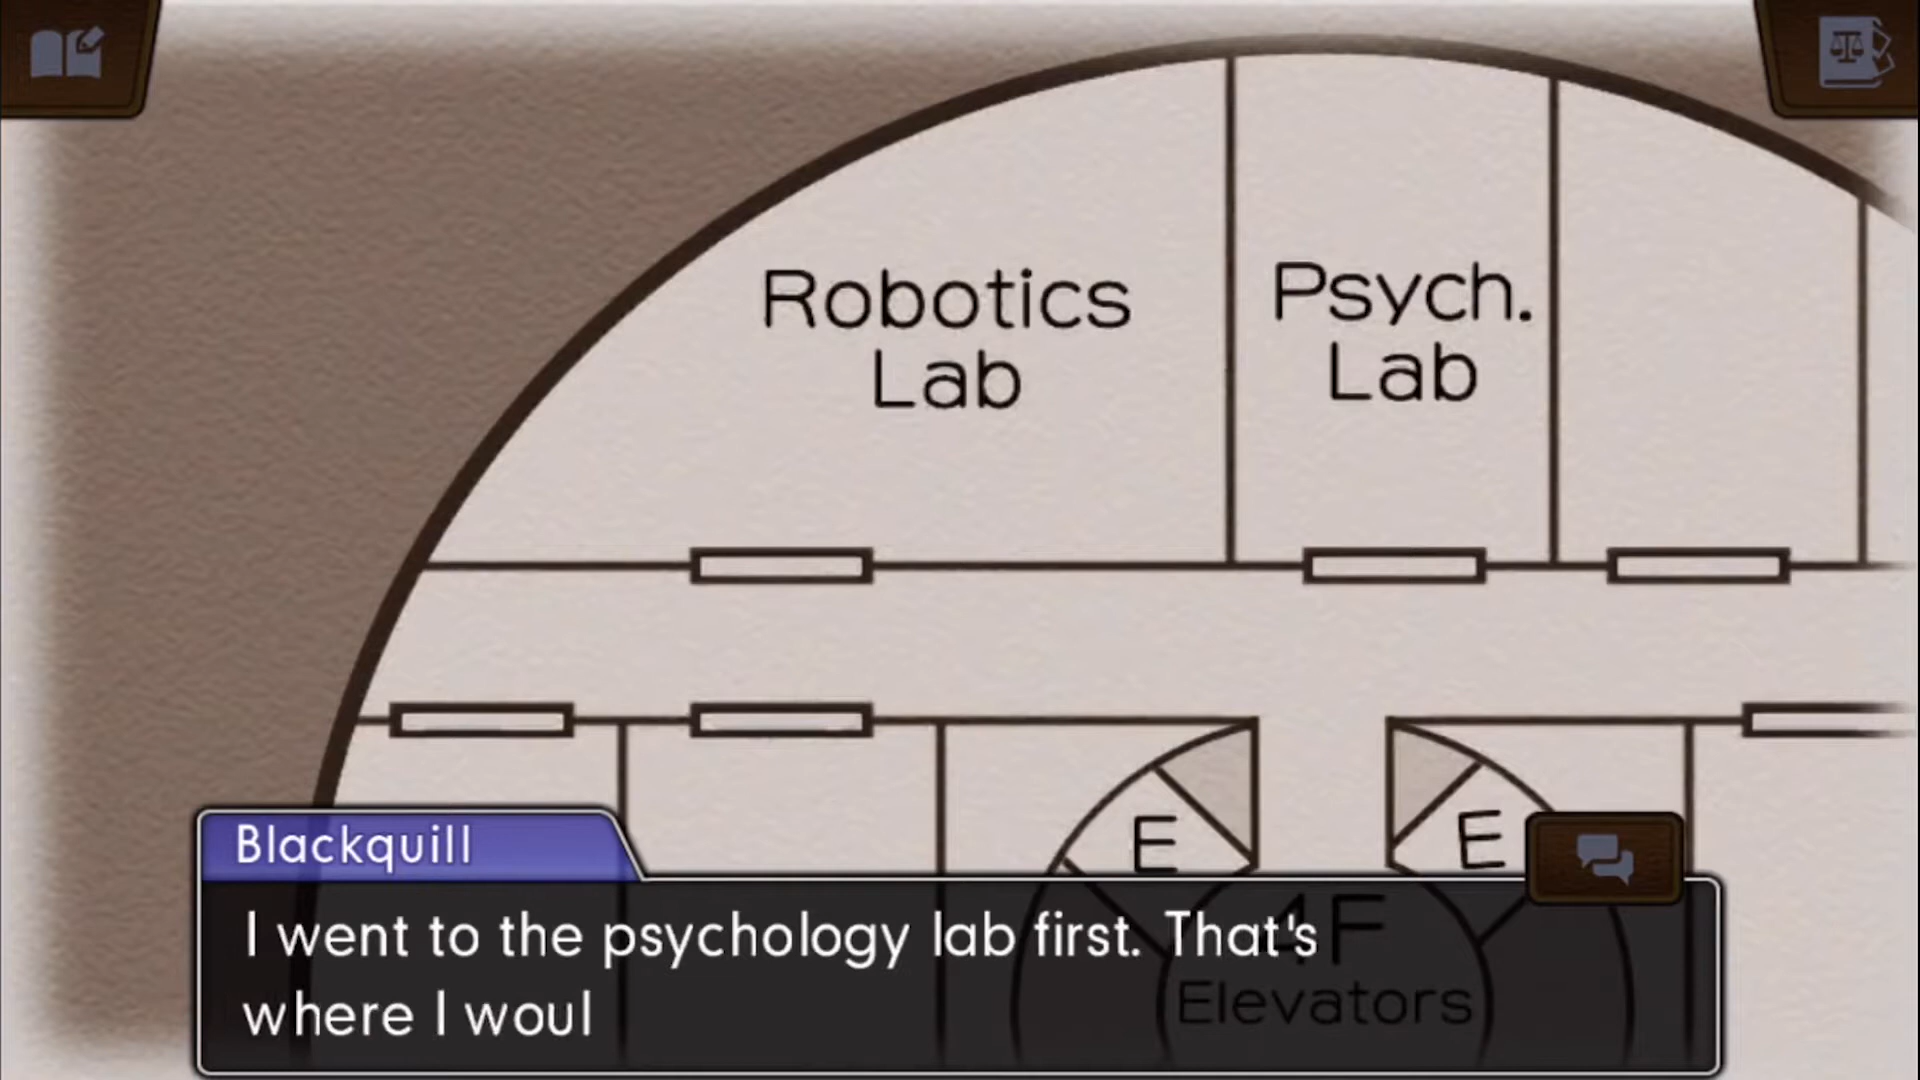 Robotics
Lab
Psych.
Lab
E
E
4F
Elevators
Blackquill
I went to the psychology lab first. That's
where I woul